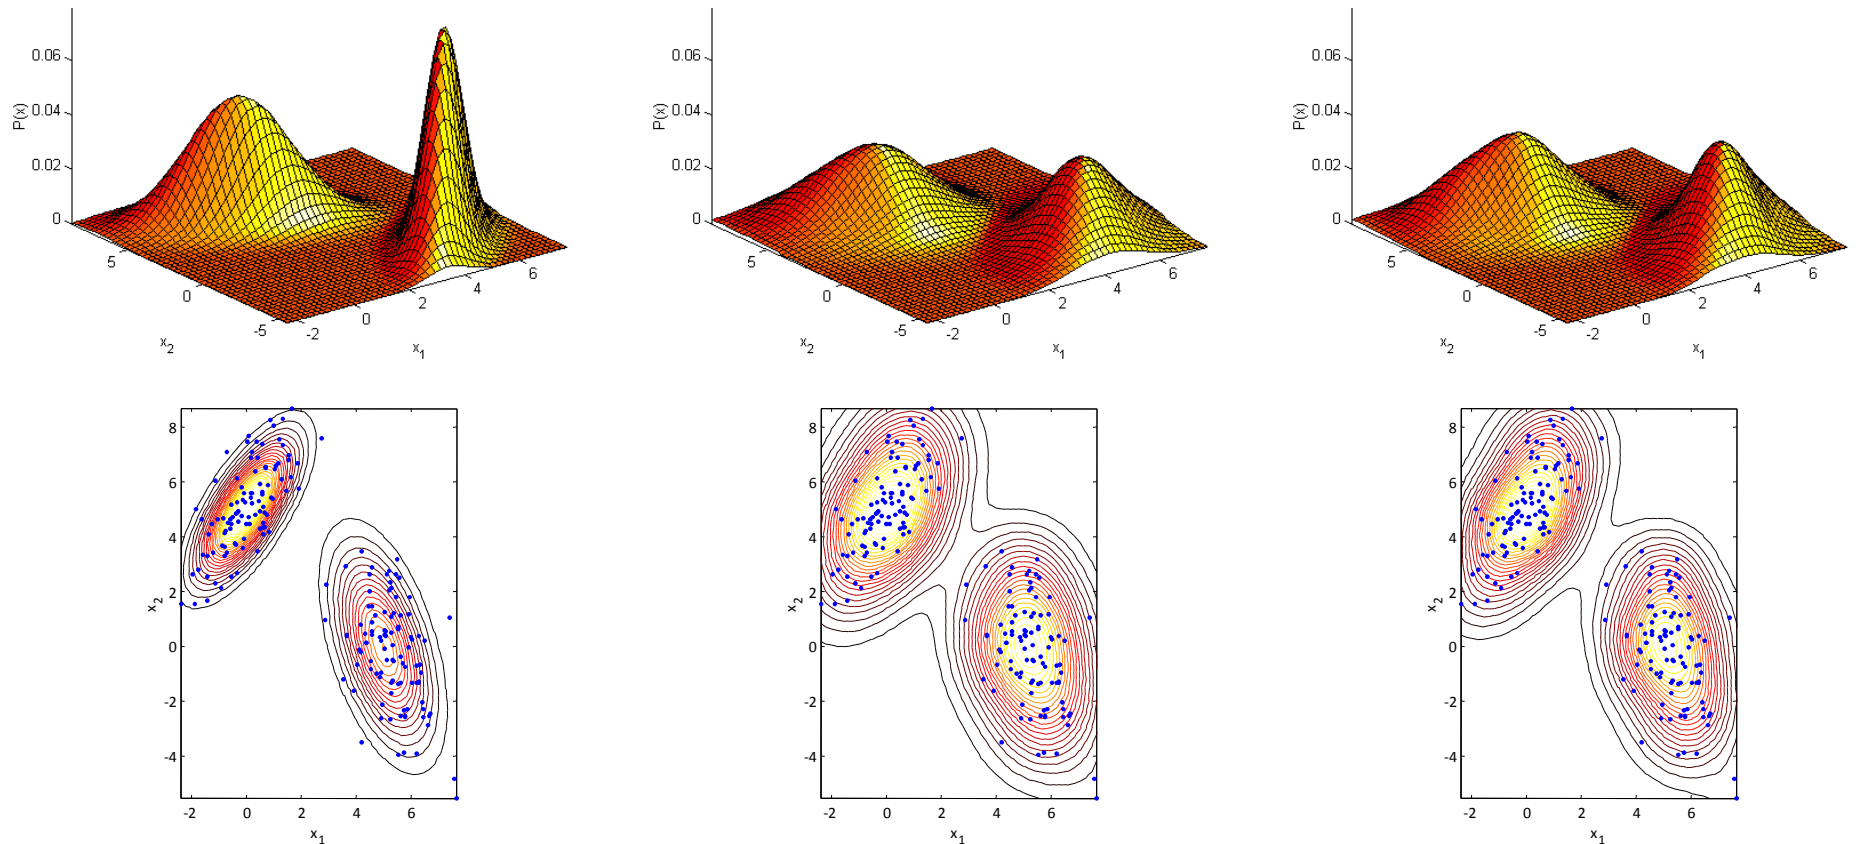 0.06 0.06 0.06
0.04 0.04 0.04
P(x) P(x) P(x)
0.02 0.02 0.02
0 0 0
5 6 5 6 5 6
0 4 0 4 0 4
2 2 2
-5 -2 0 -5 -2 0 -5 -2 0
x2 x1 x2 x1 x2 x1
8 8 8
6 6 6
4 4 4
2 2 2
x2 x2 x2
0 0 0
-2 -2 -2
-4 -4 -4
-2 0 2 4 6 -2 0 2 4 6 -2 0 2 4 6
x1 x1 x1